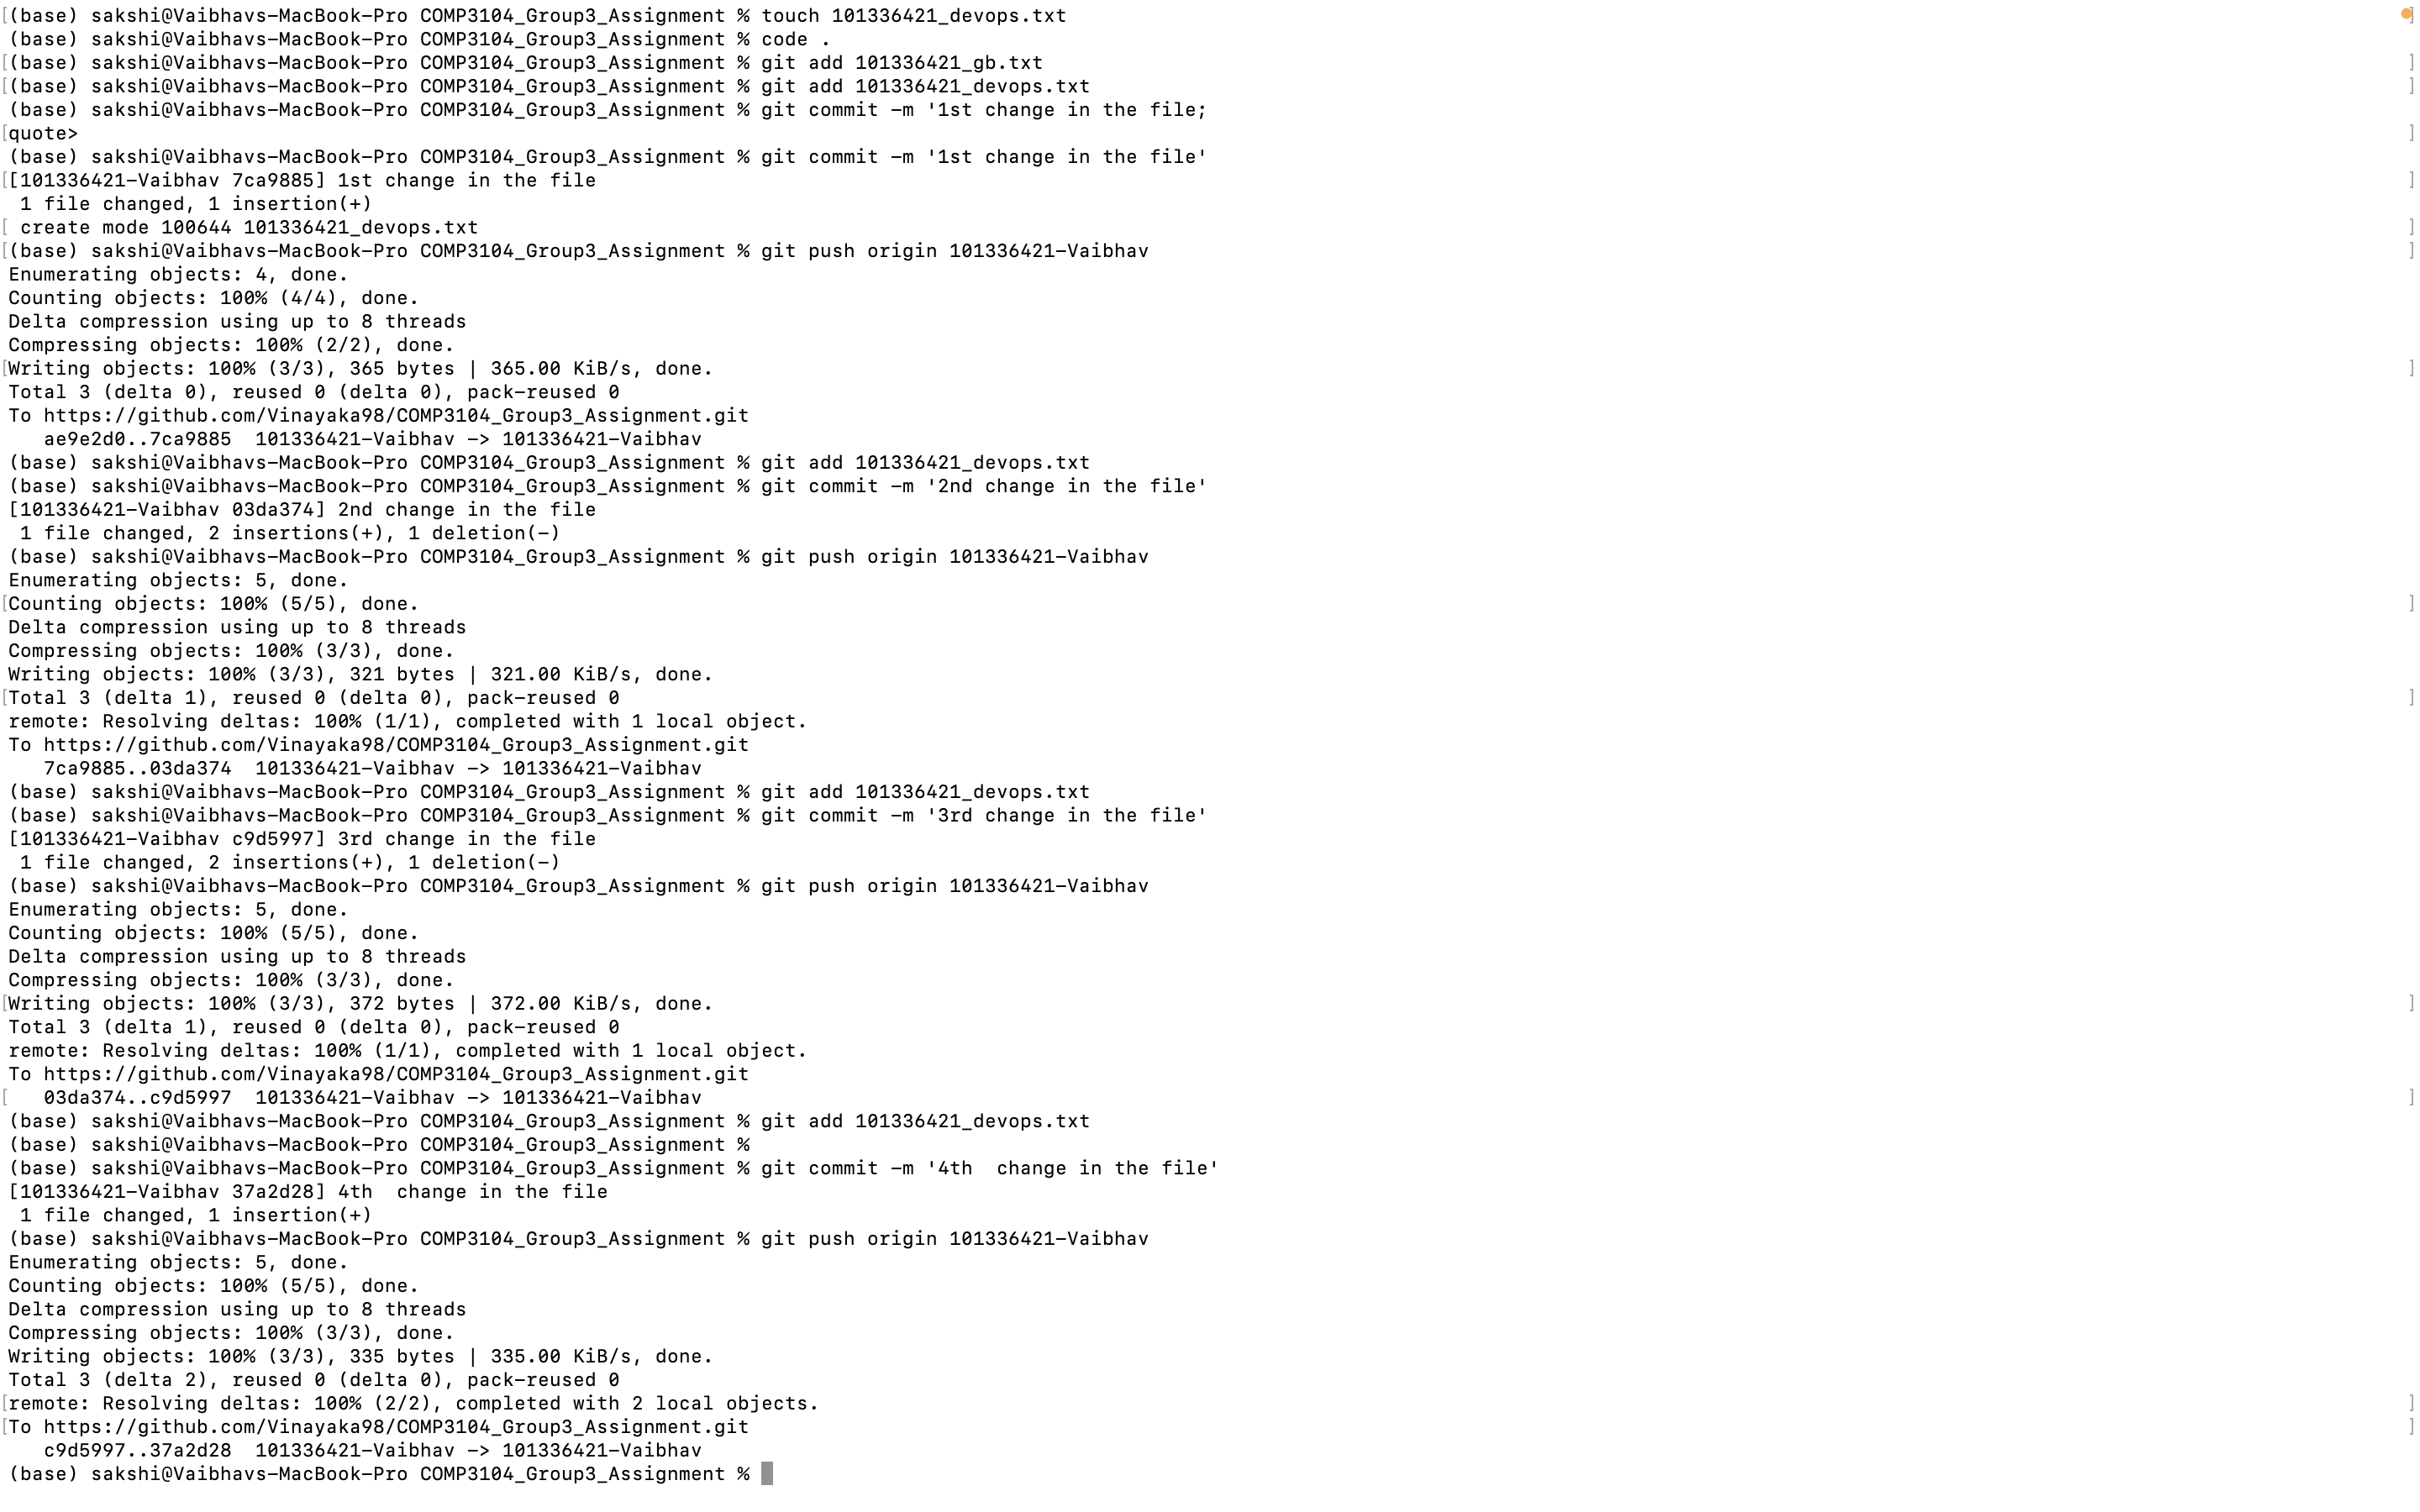 [(base) sakshi@Vaibhavs-MacBook-Pro COMP3104_Group3_Assignment % touch 101336421_devops.txt ]
(base) sakshi@Vaibhavs-MacBook-Pro COMP3104_Group3_Assignment % code .
[(base) sakshi@Vaibhavs-MacBook-Pro COMP3104_Group3_Assignment % git add 101336421_gb.txt ]
[(base) sakshi@Vaibhavs-MacBook-Pro COMP3104_Group3_Assignment % git add 101336421_devops.txt ]
(base) sakshi@Vaibhavs-MacBook-Pro COMP3104_Group3_Assignment % git commit -m '1st change in the file;
[quote> ]
(base) sakshi@Vaibhavs-MacBook-Pro COMP3104_Group3_Assignment % git commit -m '1st change in the file'
[[101336421-Vaibhav 7ca9885] 1st change in the file ]
 1 file changed, 1 insertion(+)
[ create mode 100644 101336421_devops.txt ]
[(base) sakshi@Vaibhavs-MacBook-Pro COMP3104_Group3_Assignment % git push origin 101336421-Vaibhav ]
Enumerating objects: 4, done.
Counting objects: 100% (4/4), done.
Delta compression using up to 8 threads
Compressing objects: 100% (2/2), done.
[Writing objects: 100% (3/3), 365 bytes | 365.00 KiB/s, done. ]
Total 3 (delta 0), reused 0 (delta 0), pack-reused 0
To https://github.com/Vinayaka98/COMP3104_Group3_Assignment.git
   ae9e2d0..7ca9885  101336421-Vaibhav -> 101336421-Vaibhav
(base) sakshi@Vaibhavs-MacBook-Pro COMP3104_Group3_Assignment % git add 101336421_devops.txt
(base) sakshi@Vaibhavs-MacBook-Pro COMP3104_Group3_Assignment % git commit -m '2nd change in the file'
[101336421-Vaibhav 03da374] 2nd change in the file
 1 file changed, 2 insertions(+), 1 deletion(-)
(base) sakshi@Vaibhavs-MacBook-Pro COMP3104_Group3_Assignment % git push origin 101336421-Vaibhav
Enumerating objects: 5, done.
[Counting objects: 100% (5/5), done. ]
Delta compression using up to 8 threads
Compressing objects: 100% (3/3), done.
Writing objects: 100% (3/3), 321 bytes | 321.00 KiB/s, done.
[Total 3 (delta 1), reused 0 (delta 0), pack-reused 0 ]
remote: Resolving deltas: 100% (1/1), completed with 1 local object.
To https://github.com/Vinayaka98/COMP3104_Group3_Assignment.git
   7ca9885..03da374  101336421-Vaibhav -> 101336421-Vaibhav
(base) sakshi@Vaibhavs-MacBook-Pro COMP3104_Group3_Assignment % git add 101336421_devops.txt
(base) sakshi@Vaibhavs-MacBook-Pro COMP3104_Group3_Assignment % git commit -m '3rd change in the file'
[101336421-Vaibhav c9d5997] 3rd change in the file
 1 file changed, 2 insertions(+), 1 deletion(-)
(base) sakshi@Vaibhavs-MacBook-Pro COMP3104_Group3_Assignment % git push origin 101336421-Vaibhav
Enumerating objects: 5, done.
Counting objects: 100% (5/5), done.
Delta compression using up to 8 threads
Compressing objects: 100% (3/3), done.
[Writing objects: 100% (3/3), 372 bytes | 372.00 KiB/s, done. ]
Total 3 (delta 1), reused 0 (delta 0), pack-reused 0
remote: Resolving deltas: 100% (1/1), completed with 1 local object.
To https://github.com/Vinayaka98/COMP3104_Group3_Assignment.git
[   03da374..c9d5997  101336421-Vaibhav -> 101336421-Vaibhav ]
(base) sakshi@Vaibhavs-MacBook-Pro COMP3104_Group3_Assignment % git add 101336421_devops.txt
(base) sakshi@Vaibhavs-MacBook-Pro COMP3104_Group3_Assignment %
(base) sakshi@Vaibhavs-MacBook-Pro COMP3104_Group3_Assignment % git commit -m '4th  change in the file'
[101336421-Vaibhav 37a2d28] 4th  change in the file
 1 file changed, 1 insertion(+)
(base) sakshi@Vaibhavs-MacBook-Pro COMP3104_Group3_Assignment % git push origin 101336421-Vaibhav
Enumerating objects: 5, done.
Counting objects: 100% (5/5), done.
Delta compression using up to 8 threads
Compressing objects: 100% (3/3), done.
Writing objects: 100% (3/3), 335 bytes | 335.00 KiB/s, done.
Total 3 (delta 2), reused 0 (delta 0), pack-reused 0
[remote: Resolving deltas: 100% (2/2), completed with 2 local objects. ]
[To https://github.com/Vinayaka98/COMP3104_Group3_Assignment.git ]
   c9d5997..37a2d28  101336421-Vaibhav -> 101336421-Vaibhav
(base) sakshi@Vaibhavs-MacBook-Pro COMP3104_Group3_Assignment %